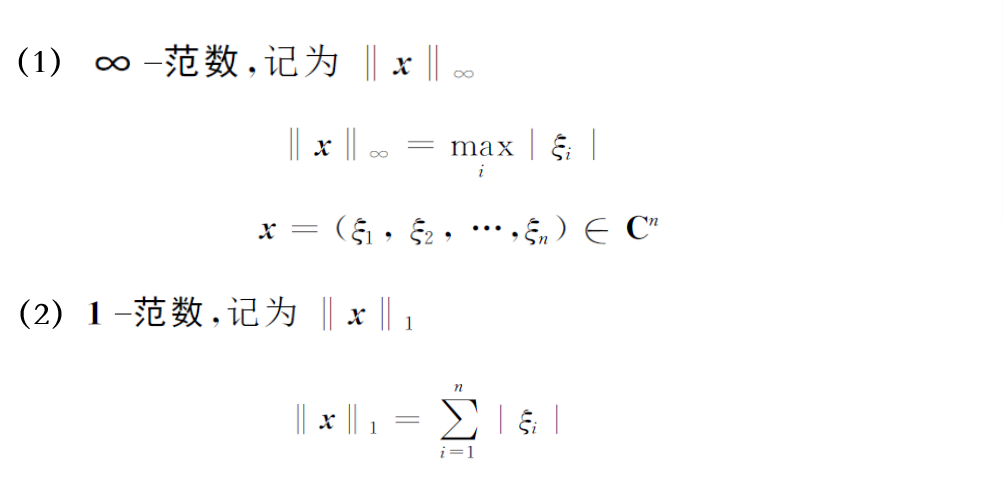 (1) ∞ –范数,记为 ‖ x ‖ ∞
‖ x ‖ ∞ = max_i | ξ_i |
x = (ξ_1 , ξ_2 , ⋯ ,ξ_n) ∈ C^n
(2) 1 –范数,记为 ‖ x ‖ 1
‖ x ‖ 1 = ∑_{i=1}^{n} | ξ_i |